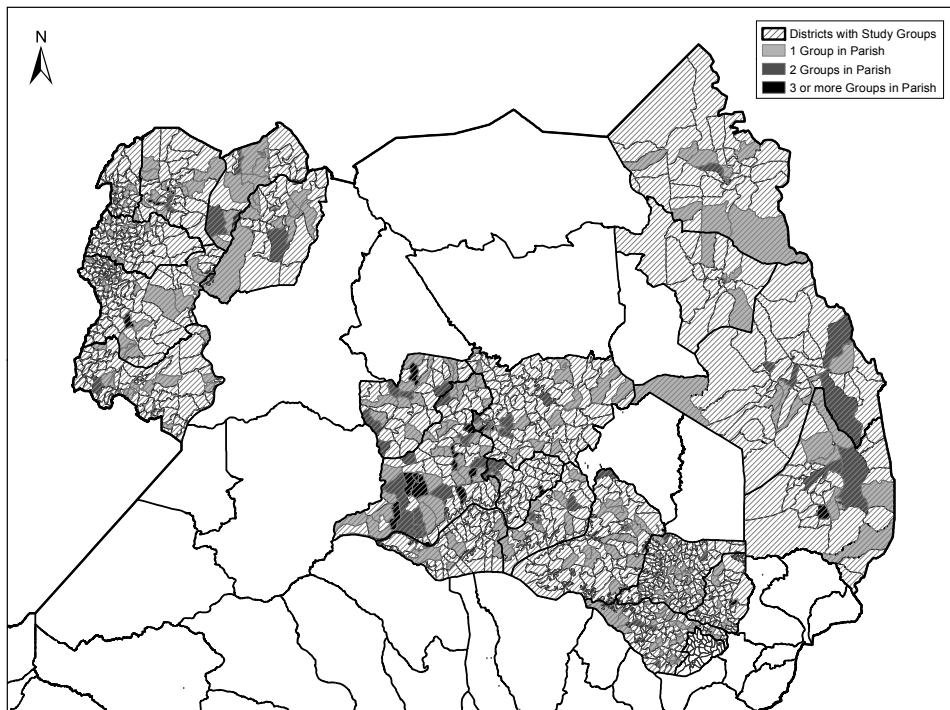 N
Districts with Study Groups
1 Group in Parish
2 Groups in Parish
3 or more Groups in Parish